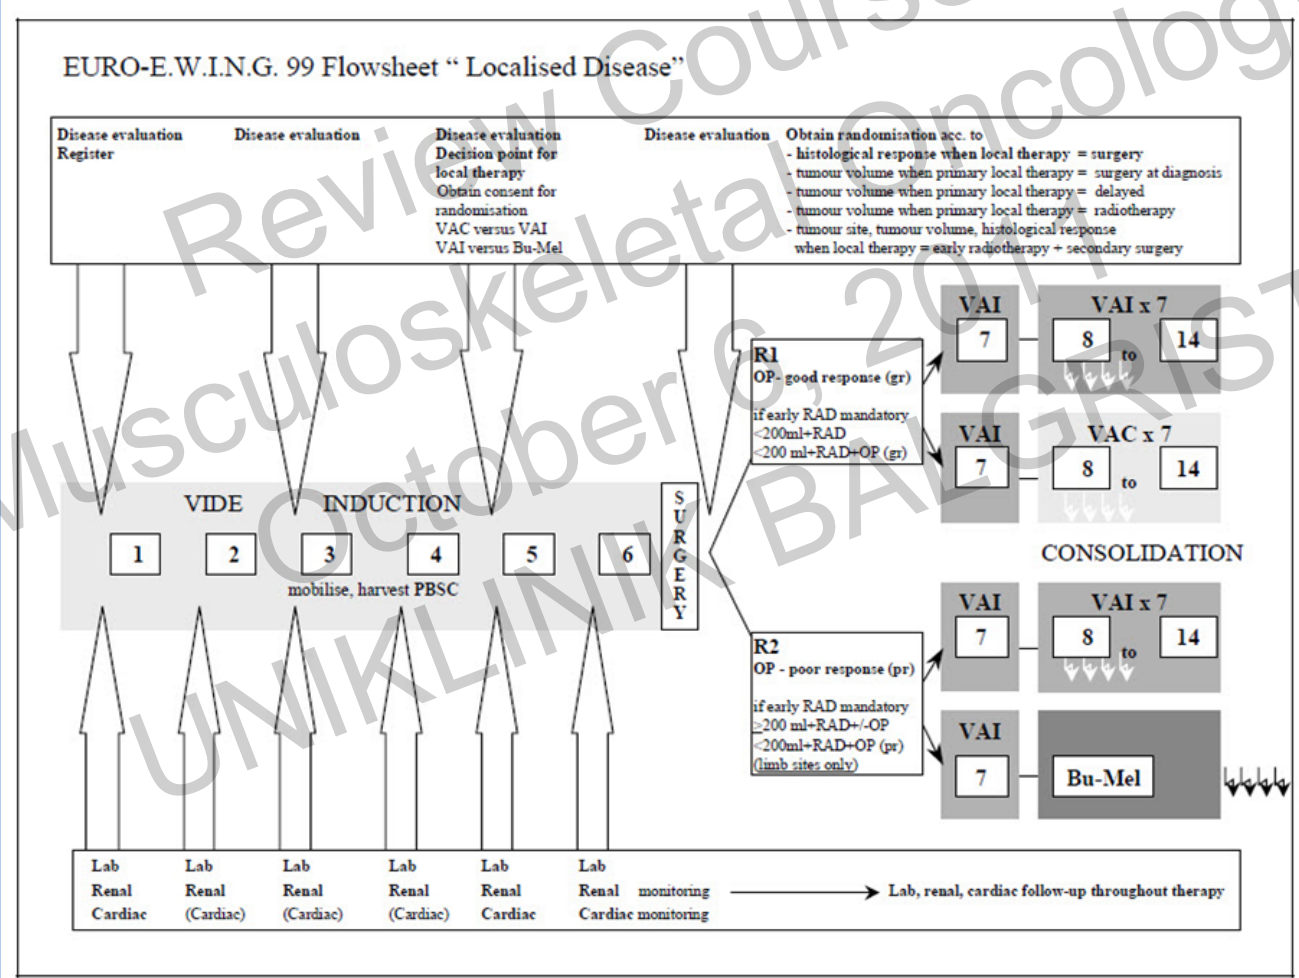 EURO-E.W.I.N.G. 99 Flowsheet “ Localised Disease”
Disease evaluation
Register
Disease evaluation
Disease evaluation
Decision point for
local therapy
Obtain consent for
randomisation
VAC versus VAI
VAI versus Bu-Mel
Disease evaluation
Obtain randomisation acc. to
- histological response when local therapy = surgery
- tumour volume when primary local therapy = surgery at diagnosis
- tumour volume when primary local therapy = delayed
- tumour volume when primary local therapy = radiotherapy
- tumour site, tumour volume, histological response
when local therapy = early radiotherapy + secondary surgery
VIDE INDUCTION
1 2 3 4 5 6
mobilise, harvest PBSC
SURGERY
R1
OP- good response (gr)
if early RAD mandatory
<200ml+RAD
<200 ml+RAD+OP (gr)
VAI
7
VAI x 7
8 to 14
VAI
7
VAC x 7
8 to 14
CONSOLIDATION
R2
OP - poor response (pr)
if early RAD mandatory
≥200 ml+RAD+/-OP
<200ml+RAD+OP (pr)
(limb sites only)
VAI
7
VAI x 7
8 to 14
VAI
7
Bu-Mel
Lab
Renal
Cardiac
Lab
Renal
(Cardiac)
Lab
Renal
(Cardiac)
Lab
Renal
(Cardiac)
Lab
Renal
Cardiac
Lab
Renal monitoring
Cardiac monitoring
Lab, renal, cardiac follow-up throughout therapy
Review Course
Musculoskeletal Oncology
October 6, 2011
UNIKLINIK BALGRIST